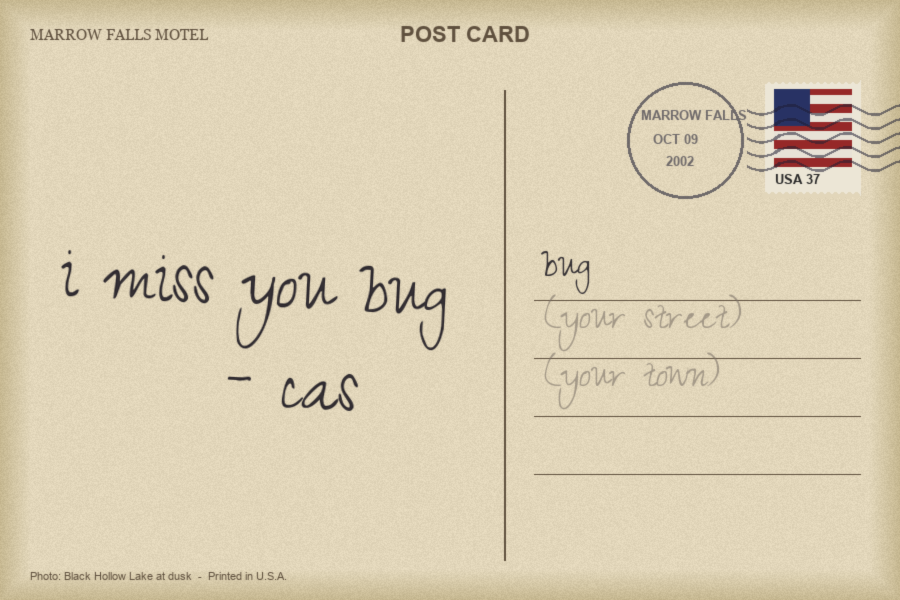 MARROW FALLS MOTEL
POST CARD
MARROW FALLS
OCT 09
2002
USA 37
i miss you bug
- cas
bug
(your street)
(your town)
Photo: Black Hollow Lake at dusk - Printed in U.S.A.